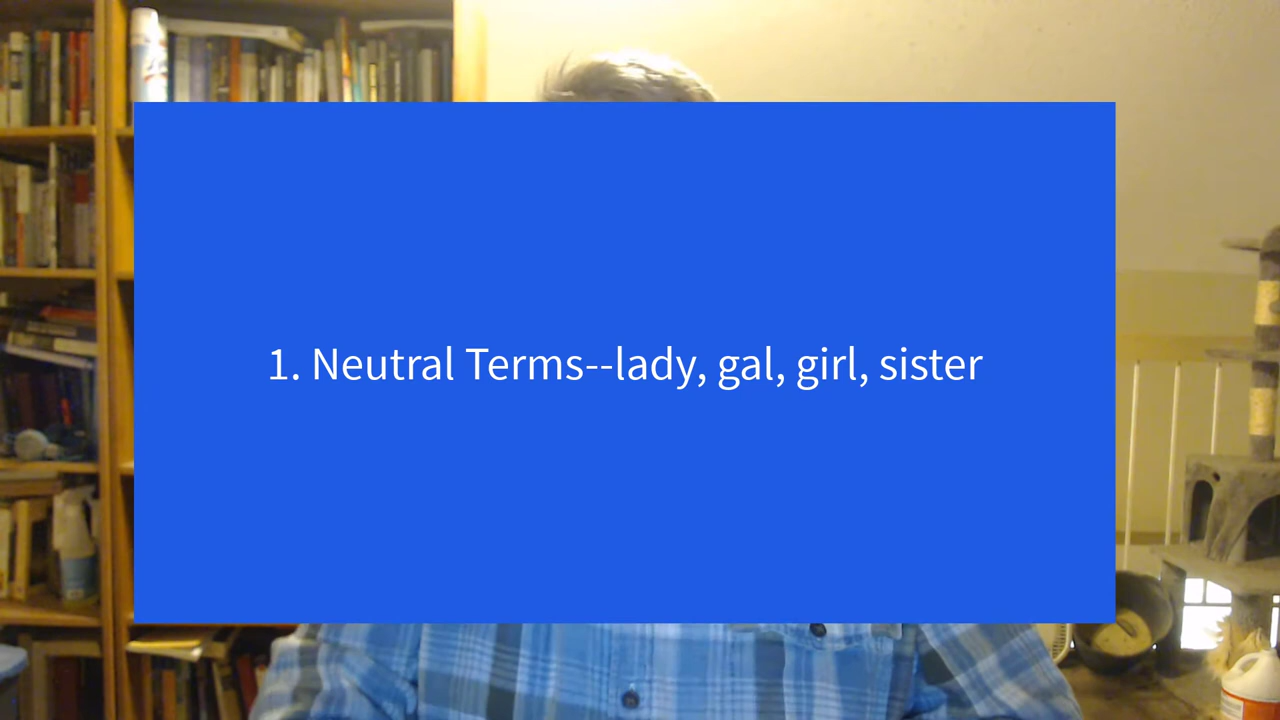 1. Neutral Terms--lady, gal, girl, sister